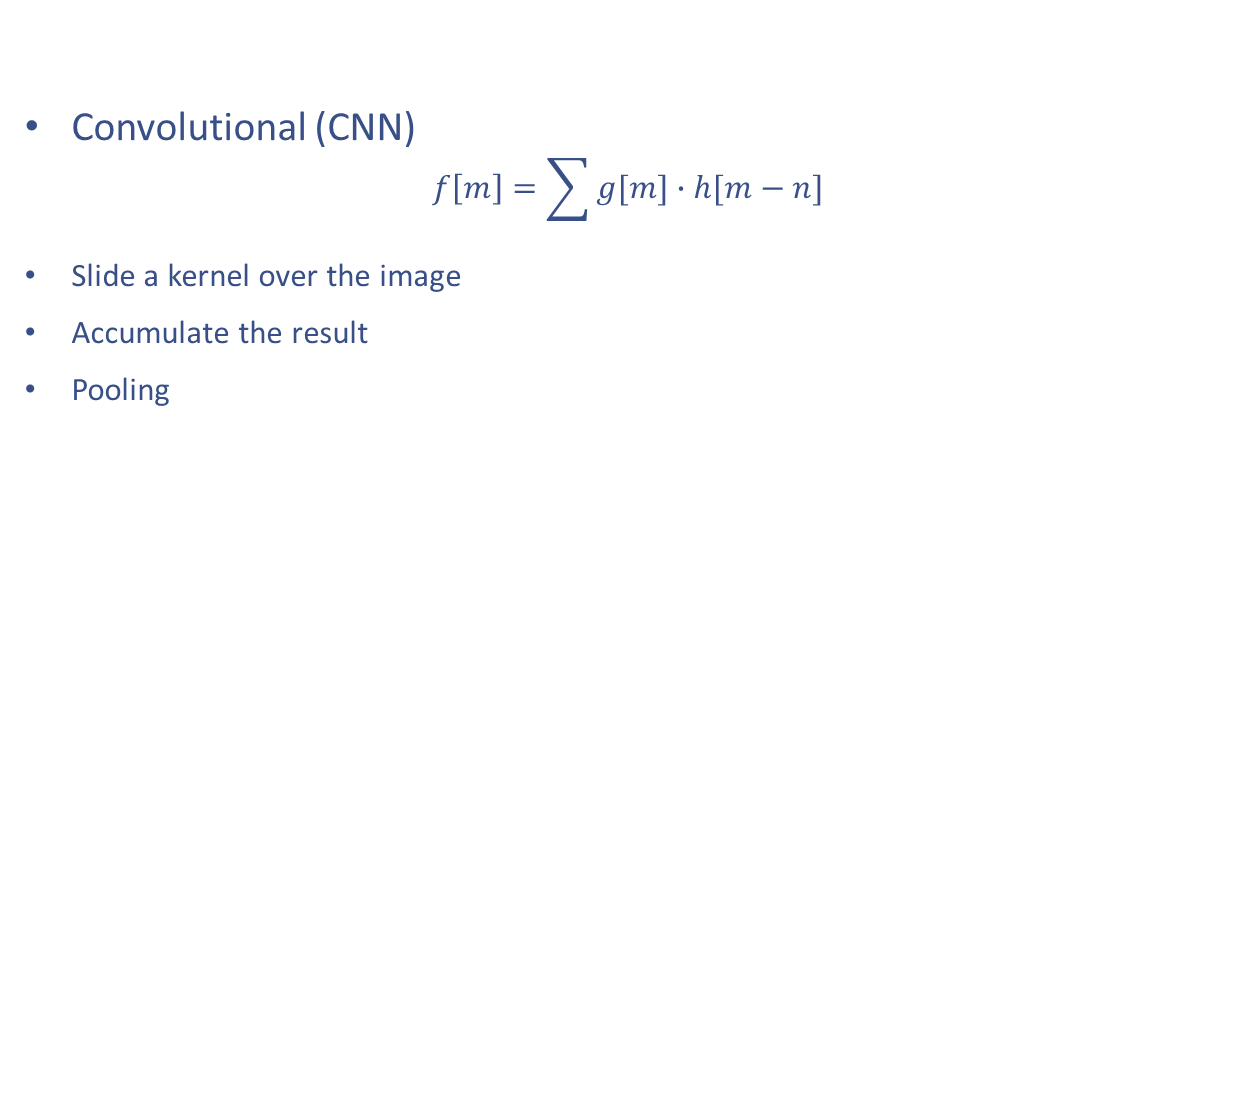 • Convolutional (CNN)
f[m] = ∑ g[m] · h[m − n]
• Slide a kernel over the image
• Accumulate the result
• Pooling